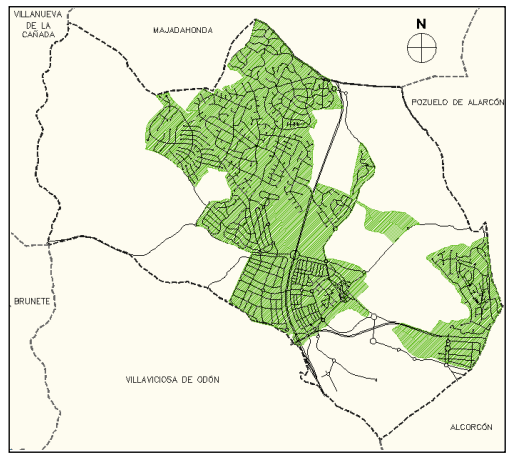 VILLANUEVA
DE LA
CAÑADA
MAJADAHONDA
N
POZUELO DE ALARCÓN
BRUNETE
VILLAVICIOSA DE ODÓN
ALCORCÓN